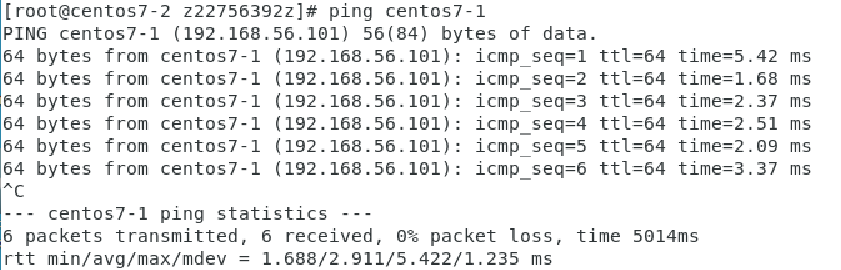 [root@centos7-2 z22756392z]# ping centos7-1
PING centos7-1 (192.168.56.101) 56(84) bytes of data.
64 bytes from centos7-1 (192.168.56.101): icmp_seq=1 ttl=64 time=5.42 ms
64 bytes from centos7-1 (192.168.56.101): icmp_seq=2 ttl=64 time=1.68 ms
64 bytes from centos7-1 (192.168.56.101): icmp_seq=3 ttl=64 time=2.37 ms
64 bytes from centos7-1 (192.168.56.101): icmp_seq=4 ttl=64 time=2.51 ms
64 bytes from centos7-1 (192.168.56.101): icmp_seq=5 ttl=64 time=2.09 ms
64 bytes from centos7-1 (192.168.56.101): icmp_seq=6 ttl=64 time=3.37 ms
^C
--- centos7-1 ping statistics ---
6 packets transmitted, 6 received, 0% packet loss, time 5014ms
rtt min/avg/max/mdev = 1.688/2.911/5.422/1.235 ms